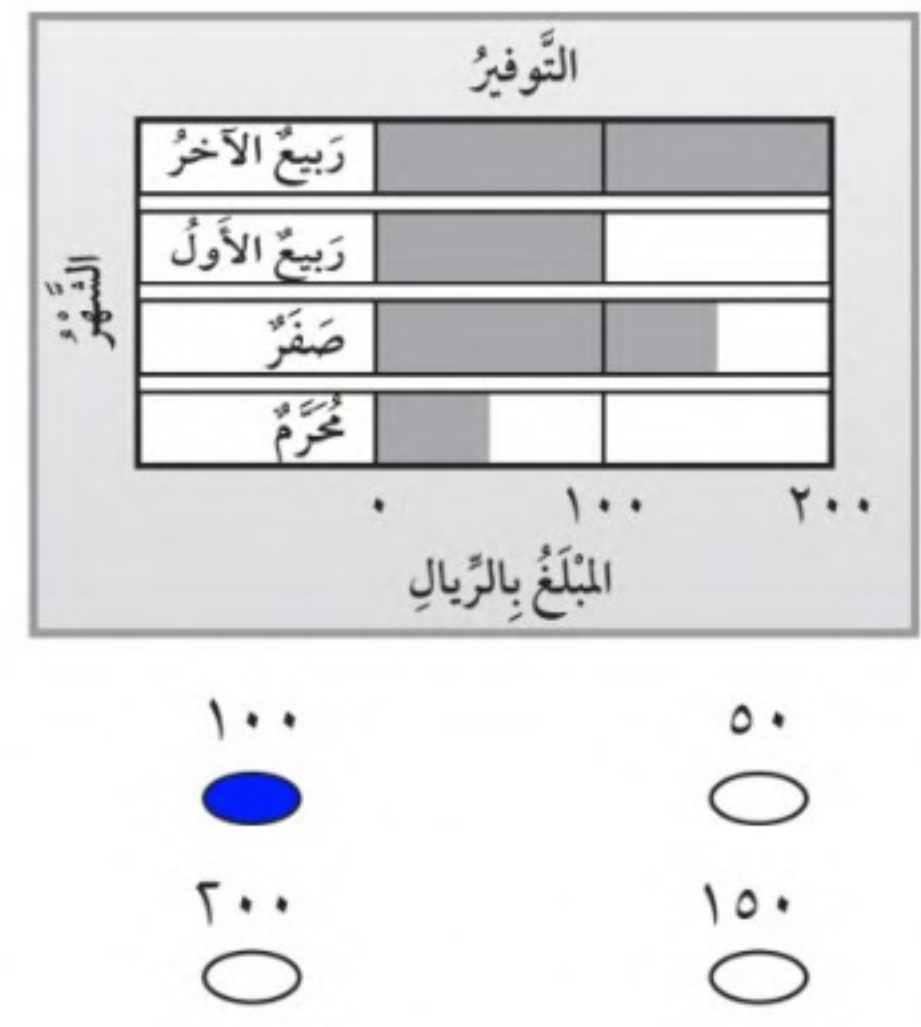 التَّوفيرُ
رَبيعٌ الآخرُ
رَبيعٌ الأَولُ
صَفَرٌ
مُحَرَّمٌ
الشَّهْرُ
٠ ١٠٠ ٢٠٠
المْبْلَغُ بِالرِّيالِ
٥٠ ١٠٠
١٥٠ ٢٠٠